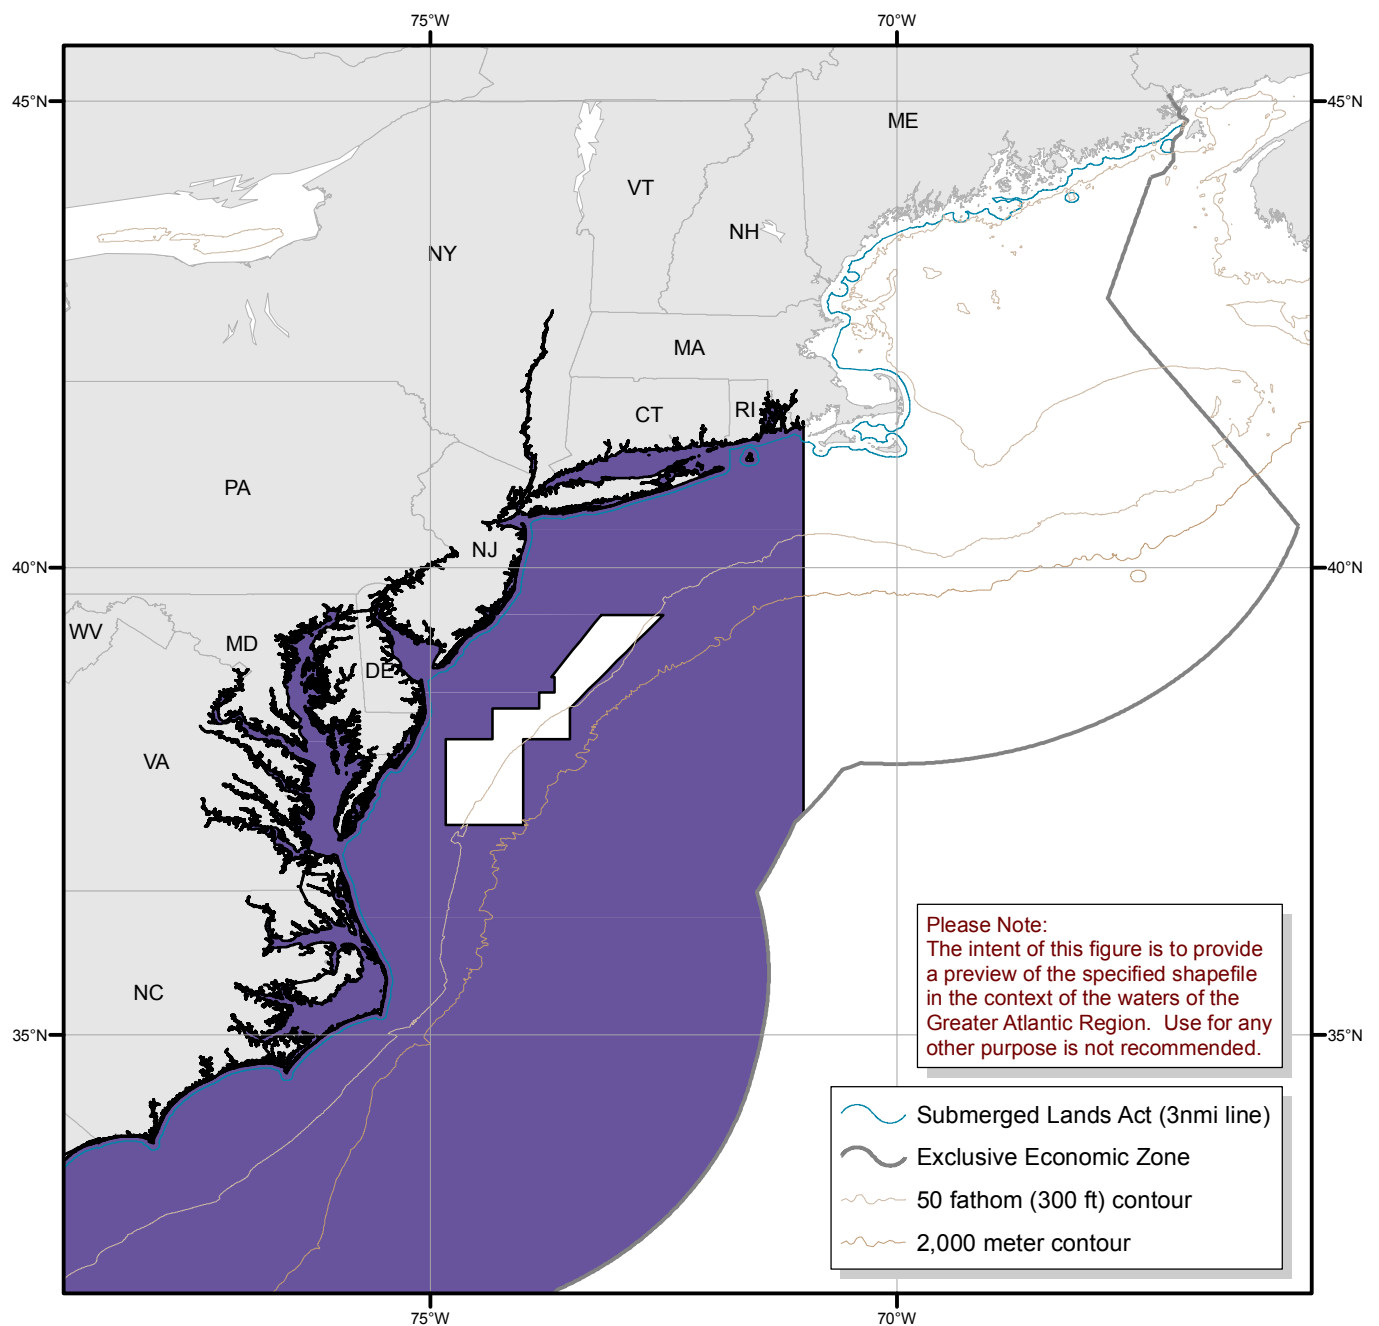 75°W
70°W
45°N
45°N
ME
VT
NH
NY
MA
CT
RI
PA
NJ
40°N
40°N
WV
MD
DE
VA
NC
35°N
35°N
Please Note:
The intent of this figure is to provide
a preview of the specified shapefile
in the context of the waters of the
Greater Atlantic Region.  Use for any
other purpose is not recommended.
Submerged Lands Act (3nmi line)
Exclusive Economic Zone
50 fathom (300 ft) contour
2,000 meter contour
75°W
70°W